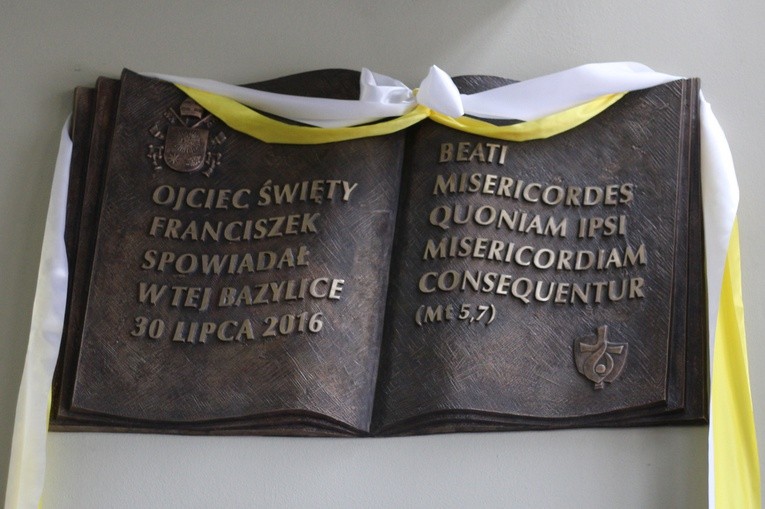 OJCIEC ŚWIĘTY
FRANCISZEK
SPOWIADAŁ
W TEJ BAZYLICE
30 LIPCA 2016
BEATI
MISERICORDES
QUONIAM IPSI
MISERICORDIAM
CONSEQUENTUR
(Mt 5,7)